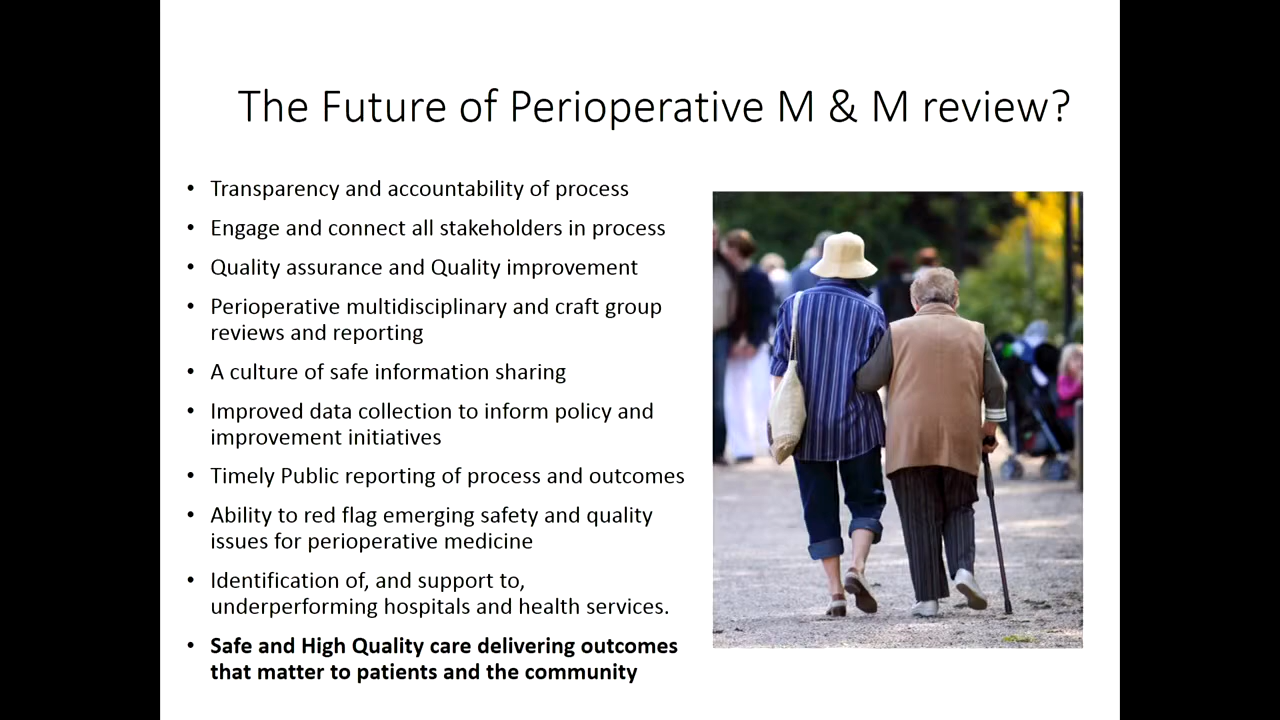 The Future of Perioperative M & M review?
• Transparency and accountability of process
• Engage and connect all stakeholders in process
• Quality assurance and Quality improvement
• Perioperative multidisciplinary and craft group
reviews and reporting
• A culture of safe information sharing
• Improved data collection to inform policy and
improvement initiatives
• Timely Public reporting of process and outcomes
• Ability to red flag emerging safety and quality
issues for perioperative medicine
• Identification of, and support to,
underperforming hospitals and health services.
• Safe and High Quality care delivering outcomes
that matter to patients and the community